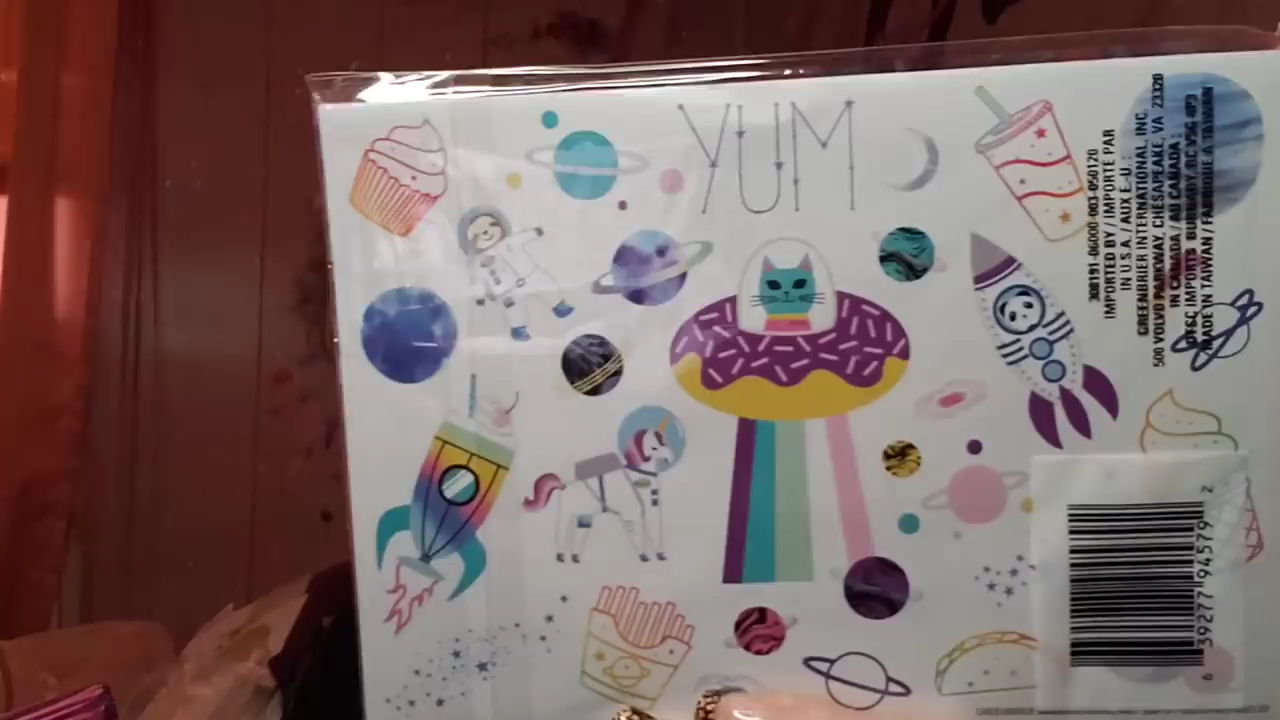 YUM
308191-06000-003-050120
IMPORTED BY / IMPORTÉ PAR
IN U.S.A. / AUX É.-U. :
GREENBRIER INTERNATIONAL, INC.
500 VOLVO PARKWAY, CHESAPEAKE, VA 23320
IN CANADA / AU CANADA :
DTSC IMPORTS BURNABY, BC V5G 4P3
MADE IN TAIWAN / FABRIQUÉ À TAIWAN
6 39277 94579 2